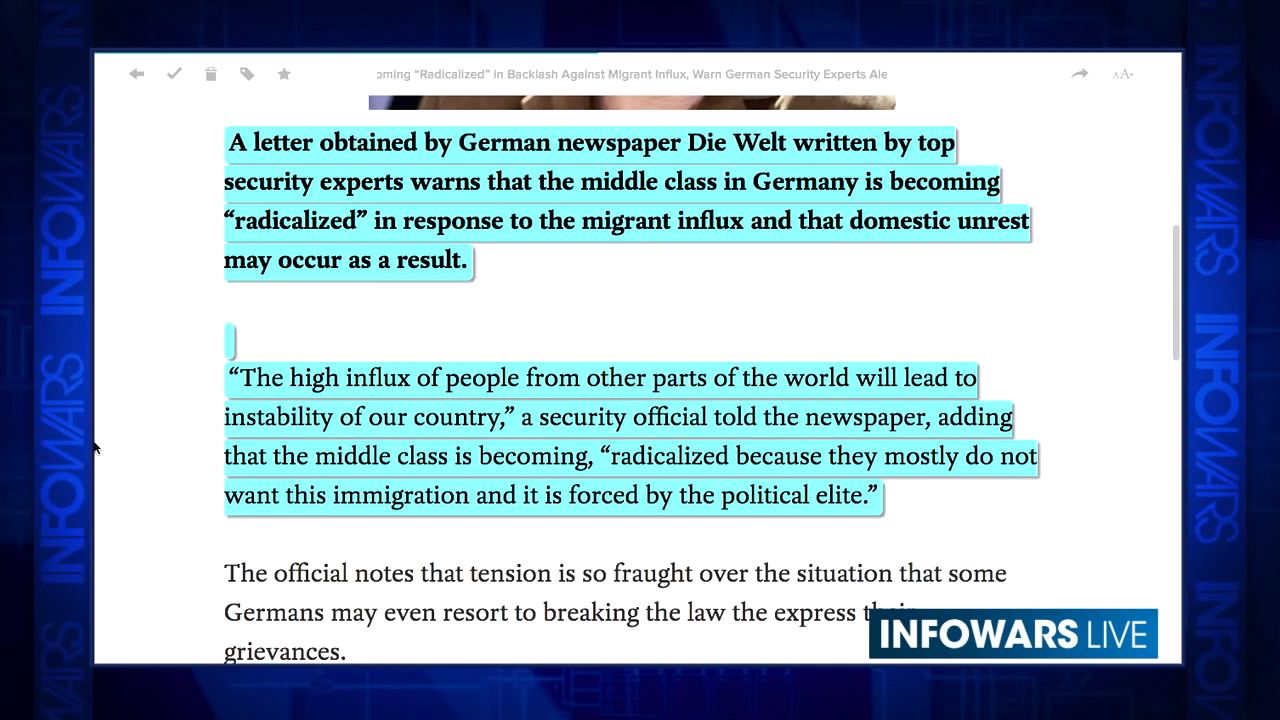 oming “Radicalized” in Backlash Against Migrant Influx, Warn German Security Experts Ale
AA
A letter obtained by German newspaper Die Welt written by top
security experts warns that the middle class in Germany is becoming
“radicalized” in response to the migrant influx and that domestic unrest
may occur as a result.
“The high influx of people from other parts of the world will lead to
instability of our country,” a security official told the newspaper, adding
that the middle class is becoming, “radicalized because they mostly do not
want this immigration and it is forced by the political elite.”
The official notes that tension is so fraught over the situation that some
Germans may even resort to breaking the law the express their
grievances.
INFOWARS LIVE
INFOWARS
INFOWARS
INFOWARS
INFOWARS
INFOWARS
INFOWARS